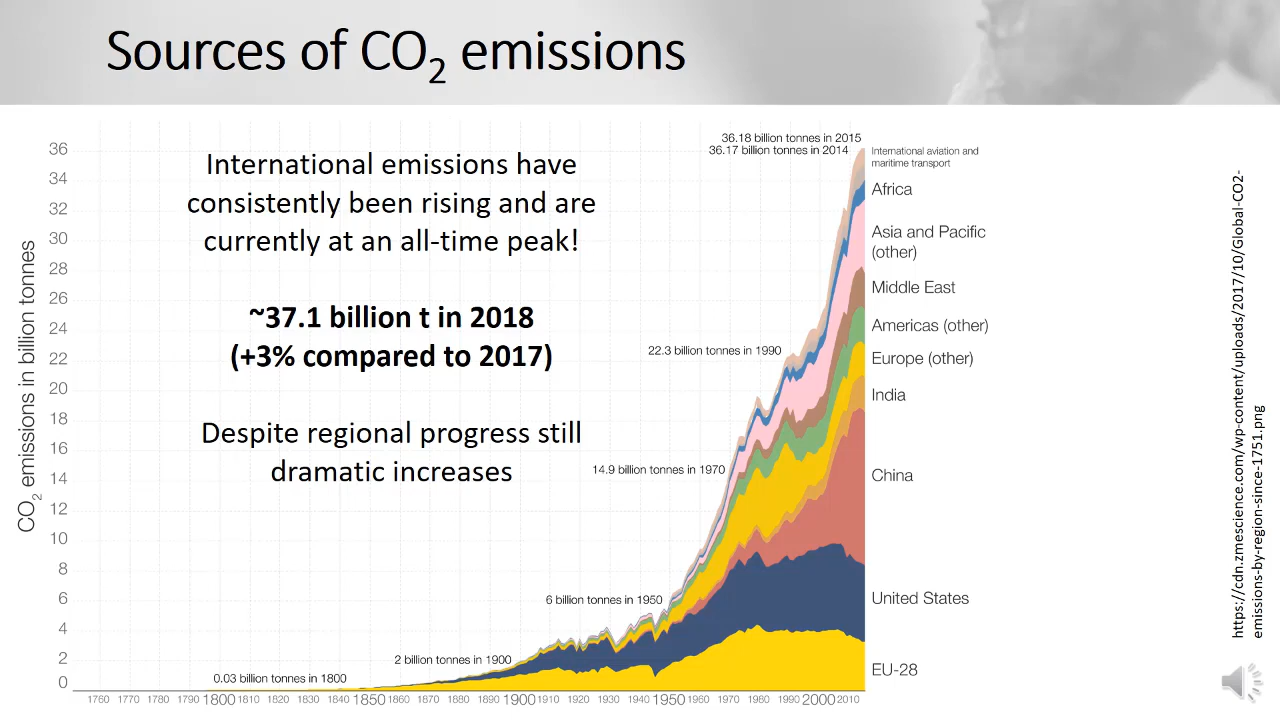 Sources of CO₂ emissions
International emissions have
consistently been rising and are
currently at an all-time peak!
~37.1 billion t in 2018
(+3% compared to 2017)
Despite regional progress still
dramatic increases
CO₂ emissions in billion tonnes
36
34
32
30
28
26
24
22
20
18
16
14
12
10
8
6
4
2
0
36.18 billion tonnes in 2015
36.17 billion tonnes in 2014
22.3 billion tonnes in 1990
14.9 billion tonnes in 1970
6 billion tonnes in 1950
2 billion tonnes in 1900
0.03 billion tonnes in 1800
International aviation and
maritime transport
Africa
Asia and Pacific
(other)
Middle East
Americas (other)
Europe (other)
India
China
United States
EU-28
1760 1770 1780 1790 1800 1810 1820 1830 1840 1850 1860 1870 1880 1890 1900 1910 1920 1930 1940 1950 1960 1970 1980 1990 2000 2010
https://cdn.zmescience.com/wp-content/uploads/2017/10/Global-CO2-
emissions-by-region-since-1751.png